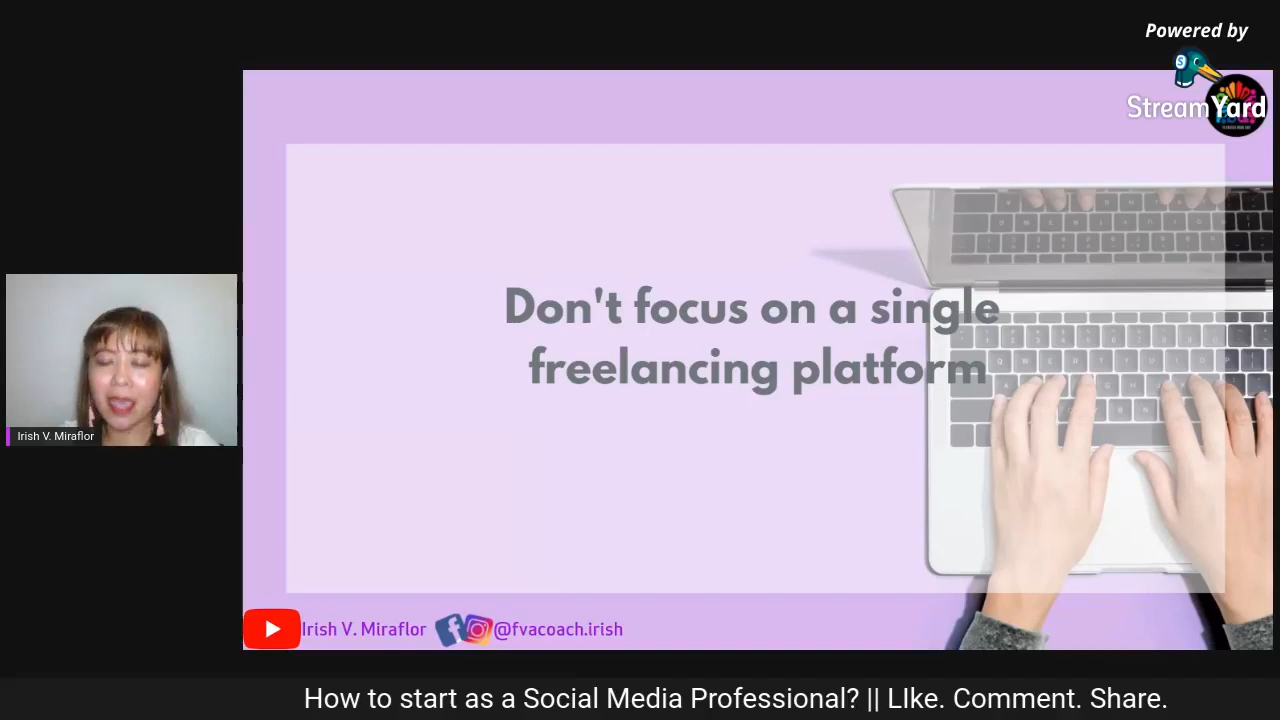 Powered by
StreamYard
Don't focus on a single
freelancing platform
Irish V. Miraflor
Irish V. Miraflor
@fvacoach.irish
How to start as a Social Media Professional? || LIke. Comment. Share.